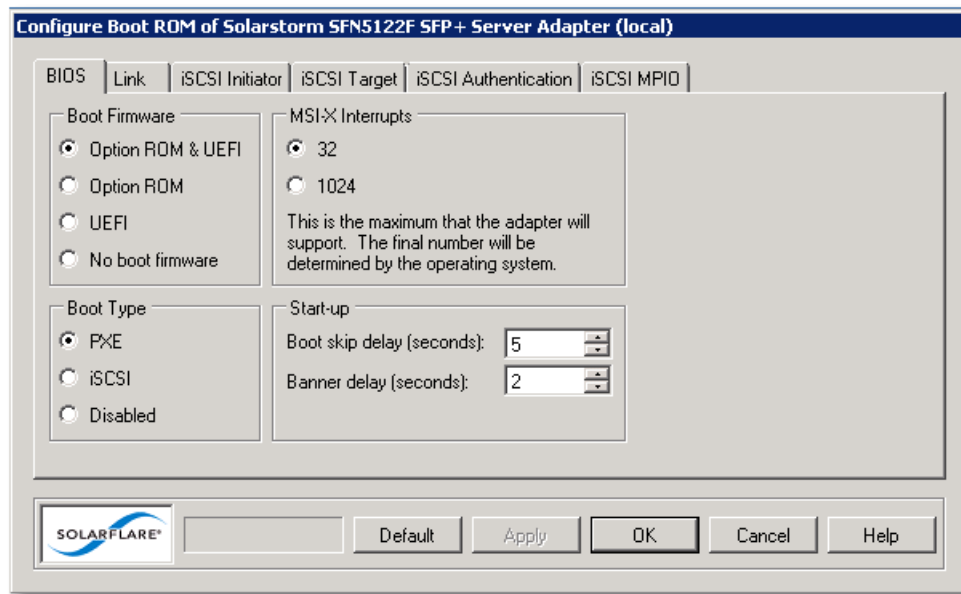 Configure Boot ROM of Solarstorm SFN5122F SFP+ Server Adapter (local)
BIOS
Link
iSCSI Initiator
iSCSI Target
iSCSI Authentication
iSCSI MPIO
Boot Firmware
Option ROM & UEFI
Option ROM
UEFI
No boot firmware
MSI-X Interrupts
32
1024
This is the maximum that the adapter will
support. The final number will be
determined by the operating system.
Boot Type
PXE
iSCSI
Disabled
Start-up
Boot skip delay (seconds): 5
Banner delay (seconds): 2
SOLARFLARE®
Default
Apply
OK
Cancel
Help